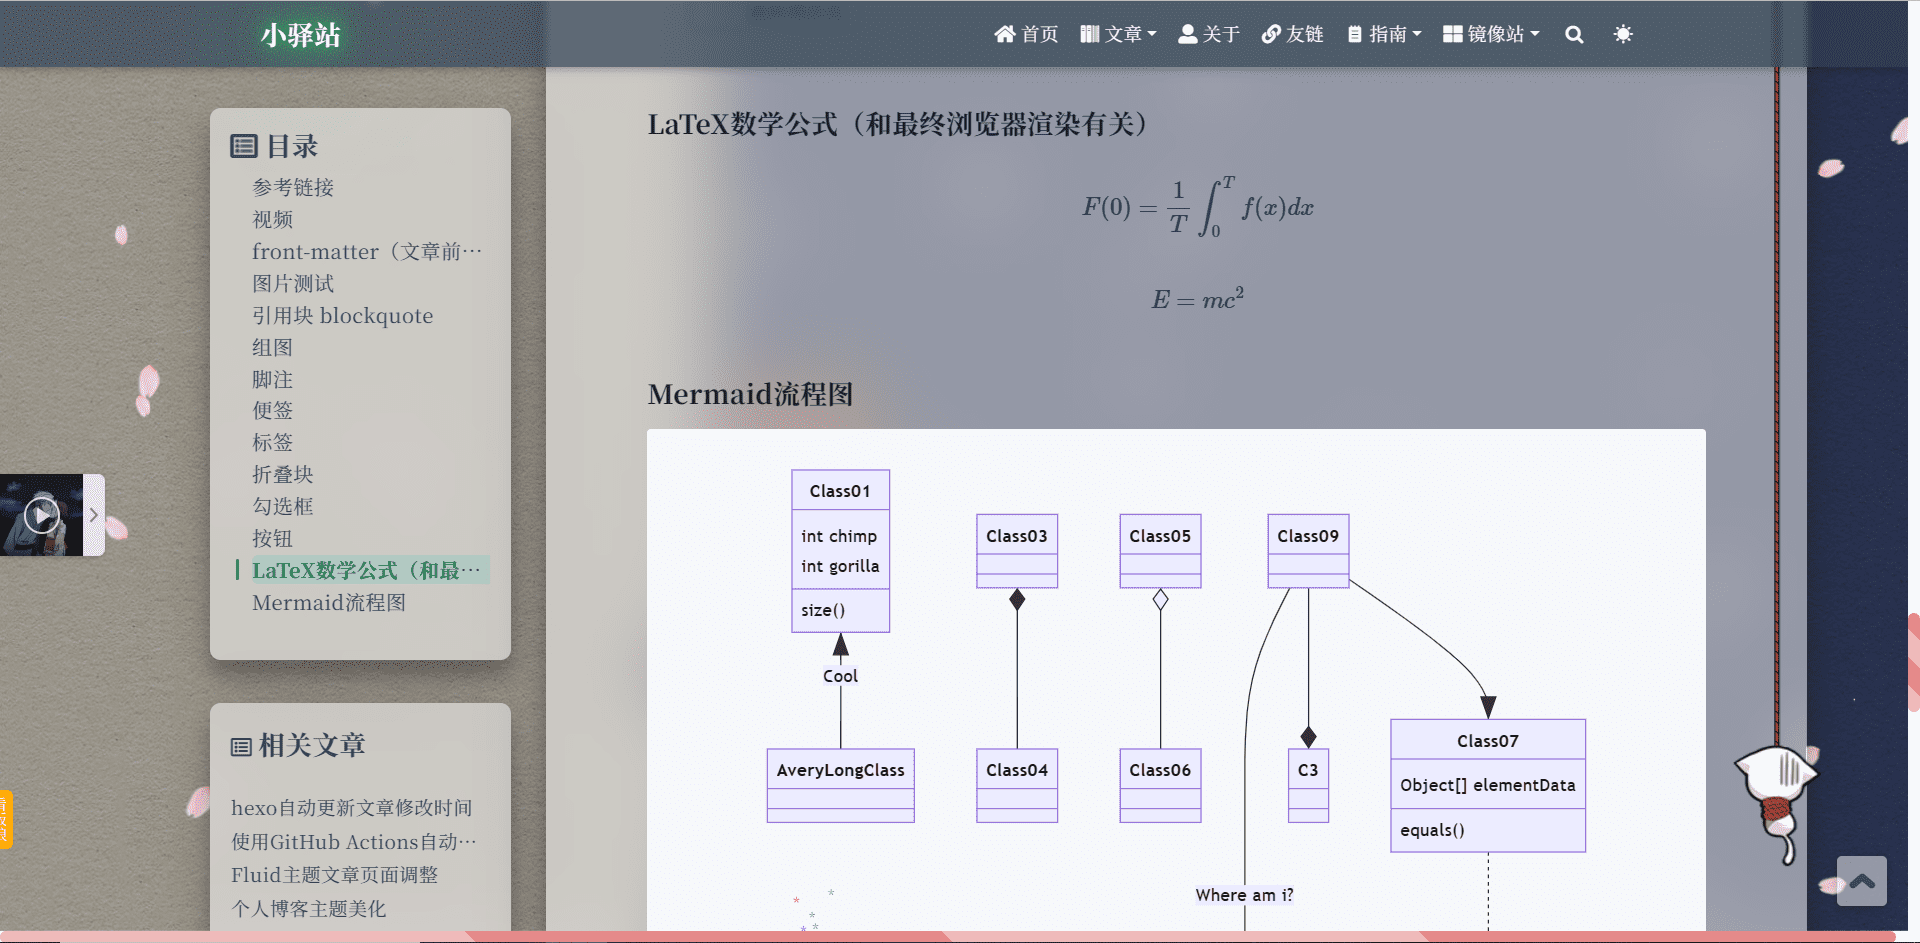 小驿站
首页 文章 关于 友链 指南 镜像站
目录
参考链接
视频
front-matter（文章前…
图片测试
引用块 blockquote
组图
脚注
便签
标签
折叠块
勾选框
按钮
LaTeX数学公式（和最…
Mermaid流程图
相关文章
hexo自动更新文章修改时间
使用GitHub Actions自动…
Fluid主题文章页面调整
个人博客主题美化
LaTeX数学公式（和最终浏览器渲染有关）
F(0) = \frac{1}{T} \int_0^T f(x)dx
E = mc²
Mermaid流程图
Class01
int chimp
int gorilla
size()
Cool
AveryLongClass
Class03
Class04
Class05
Class06
Class09
C3
Class07
Object[] elementData
equals()
Where am i?